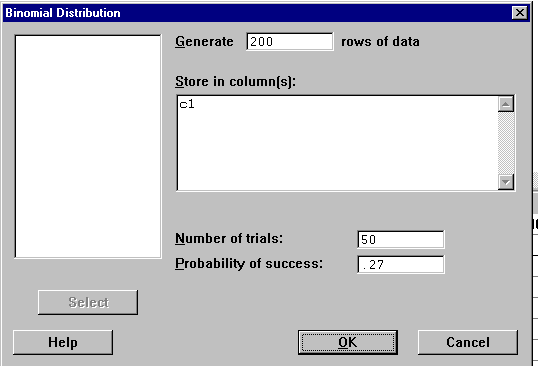 Binomial Distribution
Generate 200 rows of data
Store in column(s):
c1
Number of trials: 50
Probability of success: .27
Select
Help OK Cancel